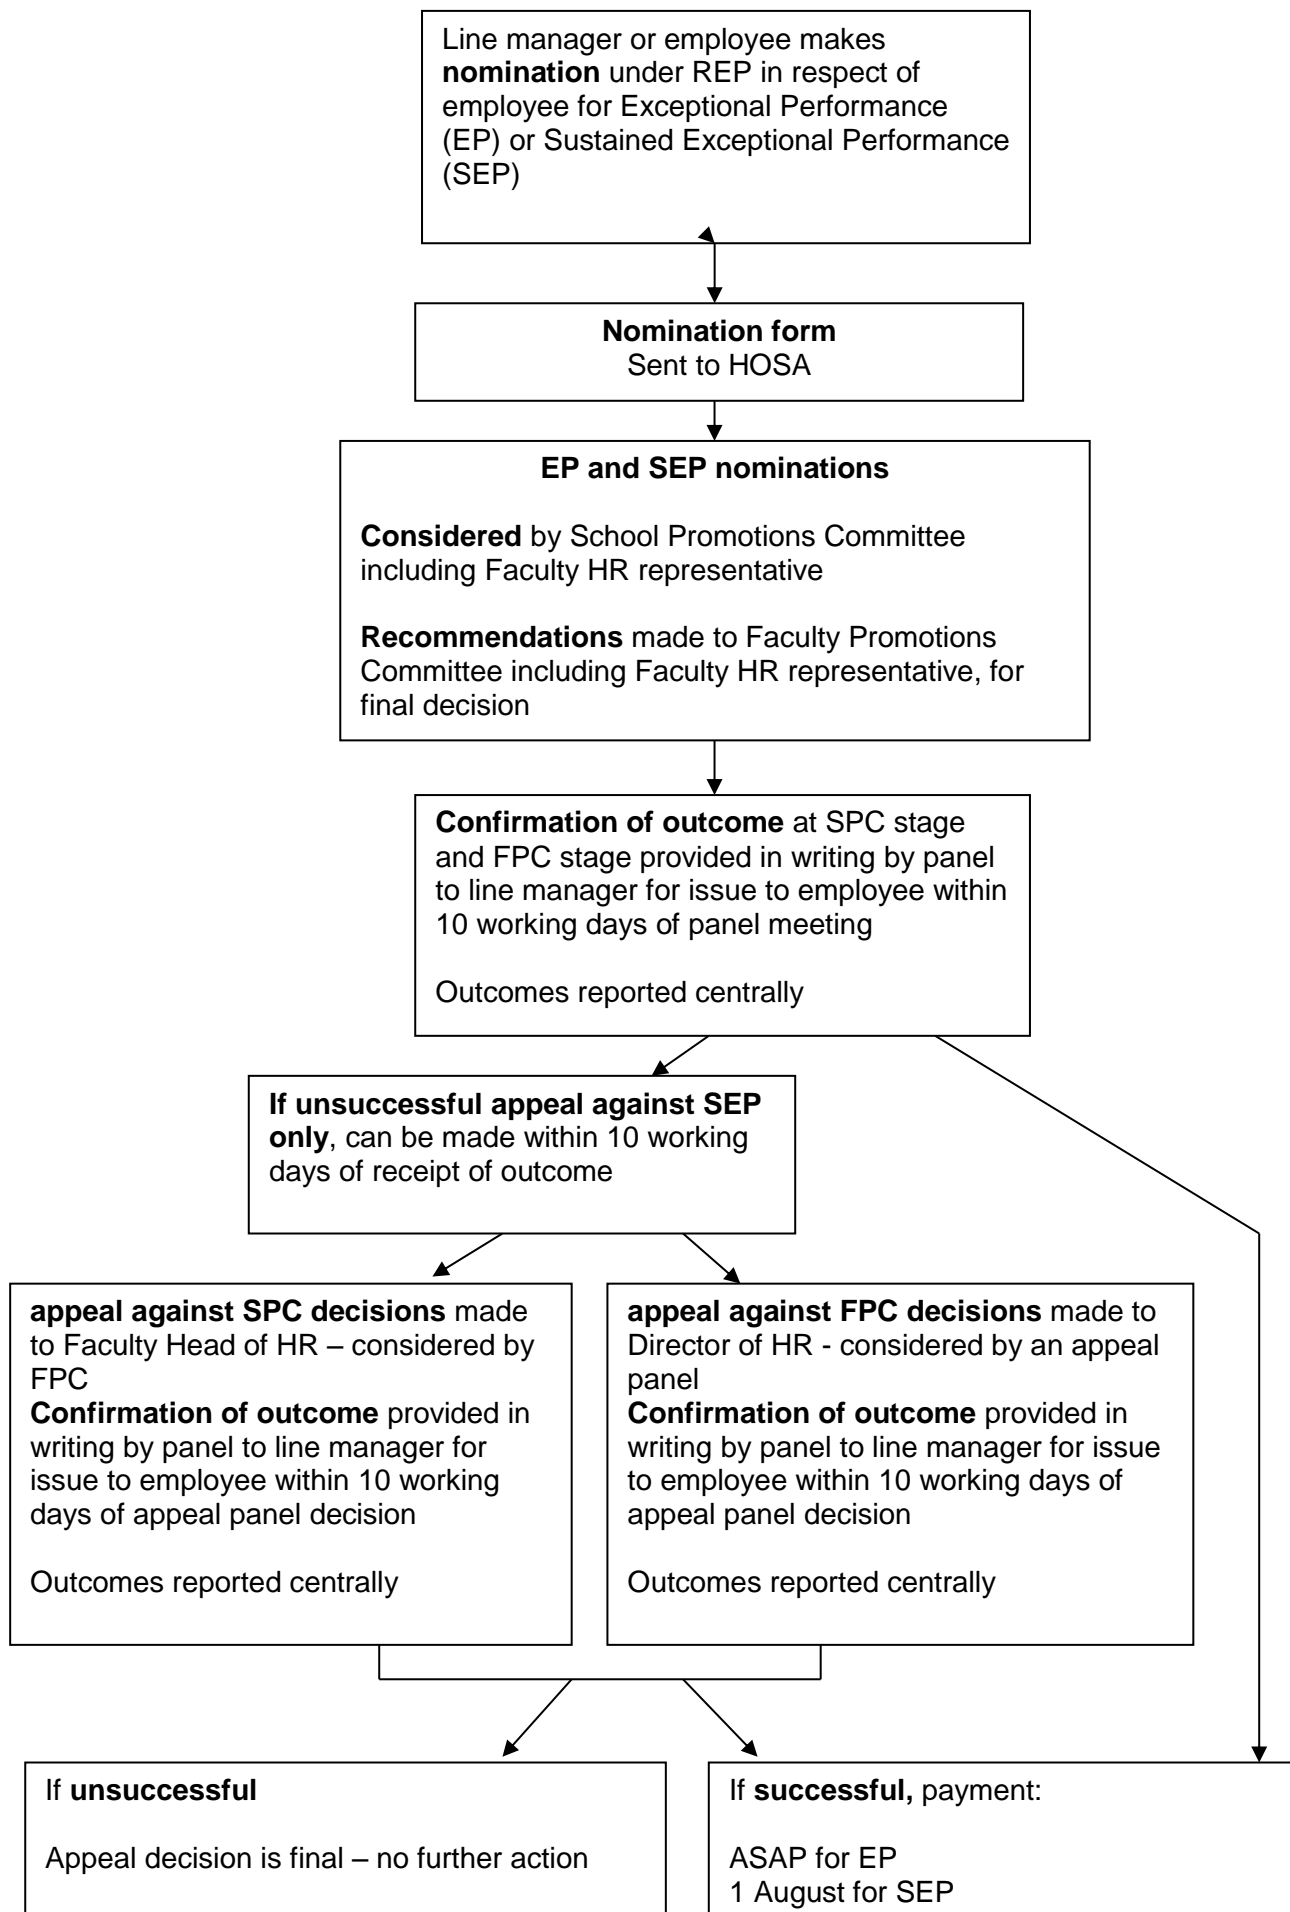 Line manager or employee makes
nomination under REP in respect of
employee for Exceptional Performance
(EP) or Sustained Exceptional Performance
(SEP)
Nomination form
Sent to HOSA
EP and SEP nominations
Considered by School Promotions Committee
including Faculty HR representative
Recommendations made to Faculty Promotions
Committee including Faculty HR representative, for
final decision
Confirmation of outcome at SPC stage
and FPC stage provided in writing by panel
to line manager for issue to employee within
10 working days of panel meeting
Outcomes reported centrally
If unsuccessful appeal against SEP
only, can be made within 10 working
days of receipt of outcome
appeal against SPC decisions made
to Faculty Head of HR – considered by
FPC
Confirmation of outcome provided in
writing by panel to line manager for
issue to employee within 10 working
days of appeal panel decision
Outcomes reported centrally
appeal against FPC decisions made to
Director of HR - considered by an appeal
panel
Confirmation of outcome provided in
writing by panel to line manager for issue
to employee within 10 working days of
appeal panel decision
Outcomes reported centrally
If unsuccessful
Appeal decision is final – no further action
If successful, payment:
ASAP for EP
1 August for SEP